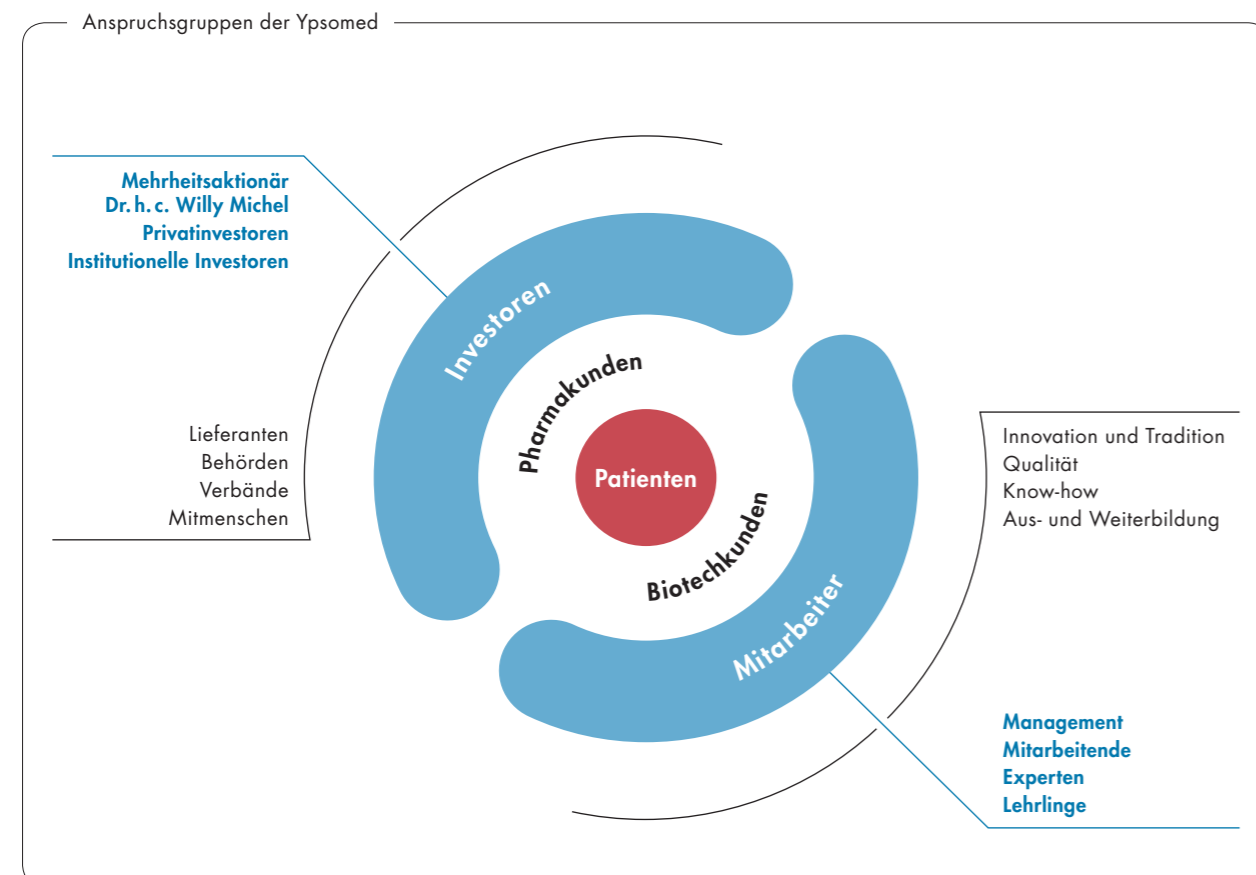 Anspruchsgruppen der Ypsomed
Mehrheitsaktionär
Dr. h. c. Willy Michel
Privatinvestoren
Institutionelle Investoren
Investoren
Pharmakunden
Patienten
Biotechkunden
Mitarbeiter
Lieferanten
Behörden
Verbände
Mitmenschen
Innovation und Tradition
Qualität
Know-how
Aus- und Weiterbildung
Management
Mitarbeitende
Experten
Lehrlinge